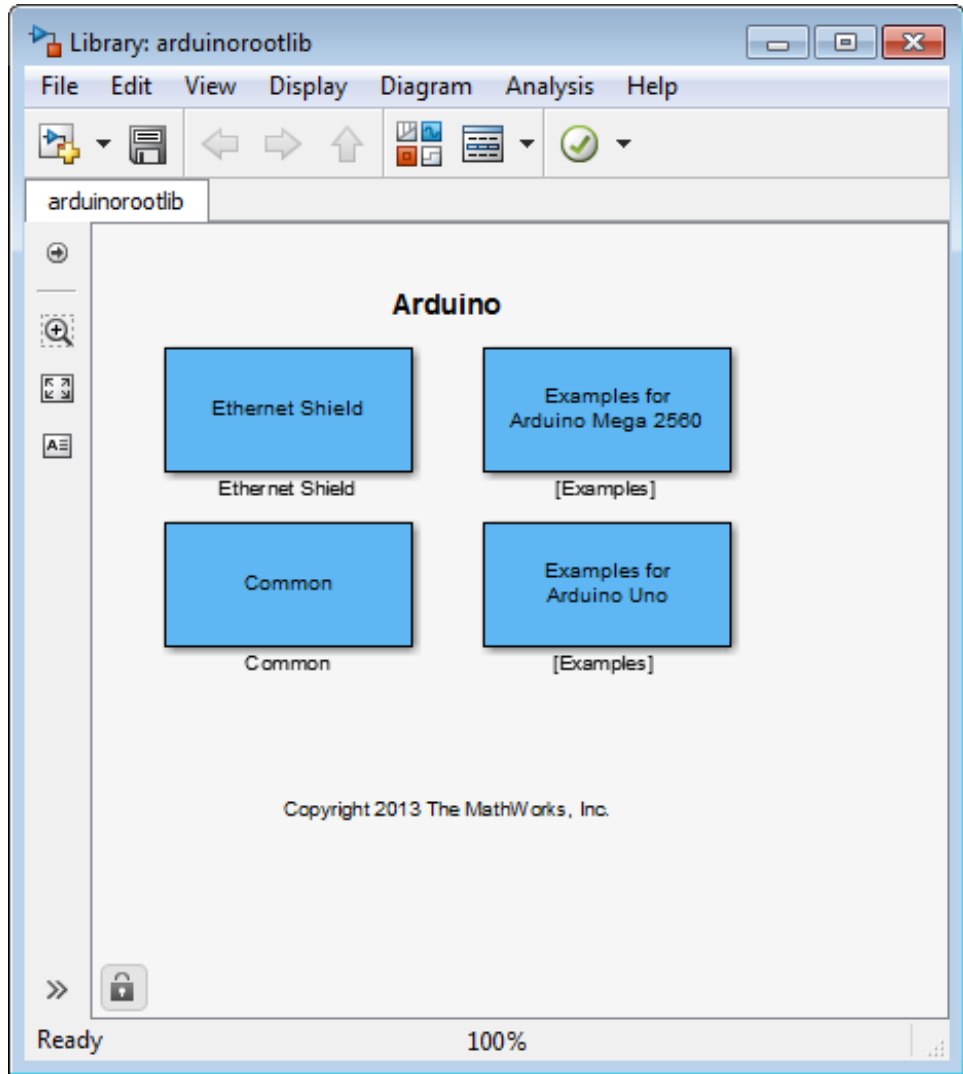 Library: arduinorootlib
File Edit View Display Diagram Analysis Help
arduinorootlib
Arduino
Ethernet Shield
Ethernet Shield
Examples for
Arduino Mega 2560
[Examples]
Common
Common
Examples for
Arduino Uno
[Examples]
Copyright 2013 The MathWorks, Inc.
Ready 100%